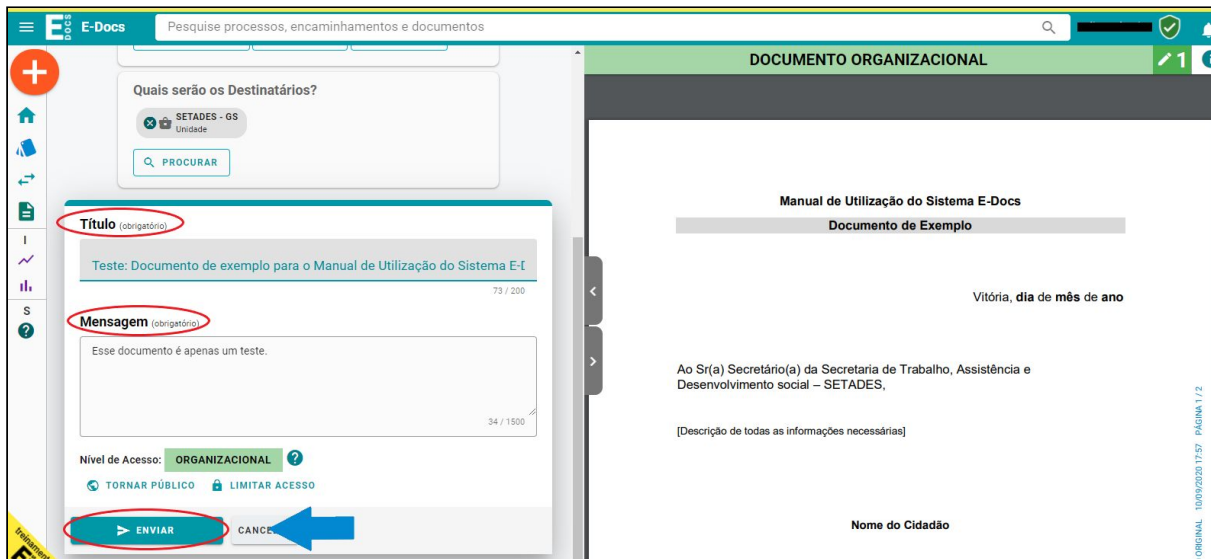 E DOCS E-Docs Pesquise processos, encaminhamentos e documentos
DOCUMENTO ORGANIZACIONAL
1
Quais serão os Destinatários?
SETADES - GS
Unidade
PROCURAR
Título (obrigatório)
Teste: Documento de exemplo para o Manual de Utilização do Sistema E-D
73 / 200
Mensagem (obrigatório)
Esse documento é apenas um teste.
34 / 1500
Nível de Acesso: ORGANIZACIONAL ?
TORNAR PÚBLICO LIMITAR ACESSO
ENVIAR
I
S
?
Manual de Utilização do Sistema E-Docs
Documento de Exemplo
Vitória, dia de mês de ano
Ao Sr(a) Secretário(a) da Secretaria de Trabalho, Assistência e
Desenvolvimento social – SETADES,
[Descrição de todas as informações necessárias]
Nome do Cidadão
ORIGINAL 10/09/2020 17:57 PÁGINA 1 / 2